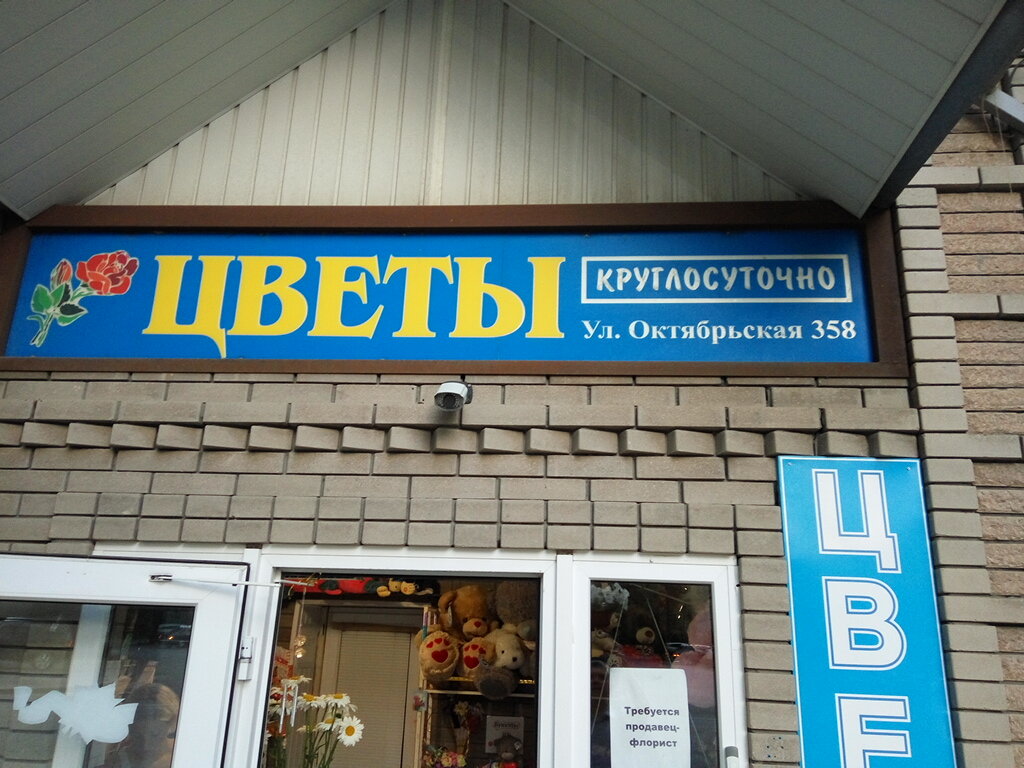 ЦВЕТЫ
КРУГЛОСУТОЧНО
Ул. Октябрьская 358
ЦВЕ
Требуется
продавец-
флорист